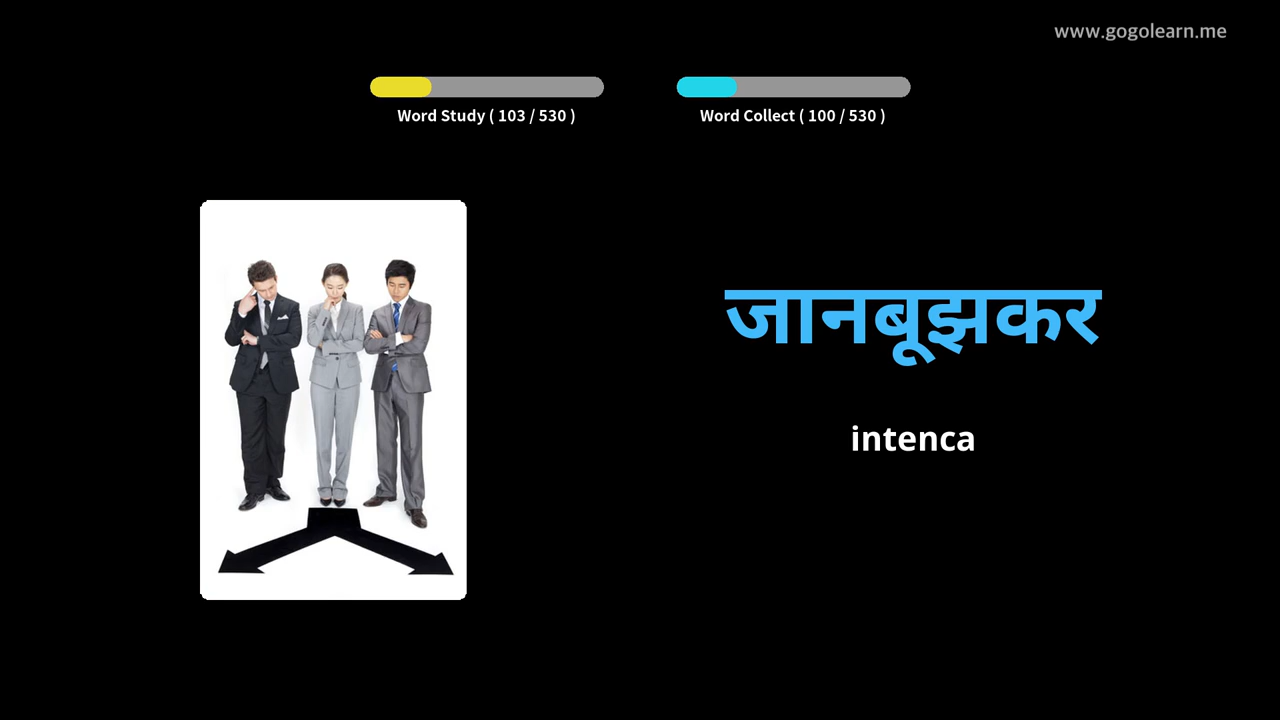 www.gogolearn.me
Word Study ( 103 / 530 )
Word Collect ( 100 / 530 )
जानबूझकर
intenca